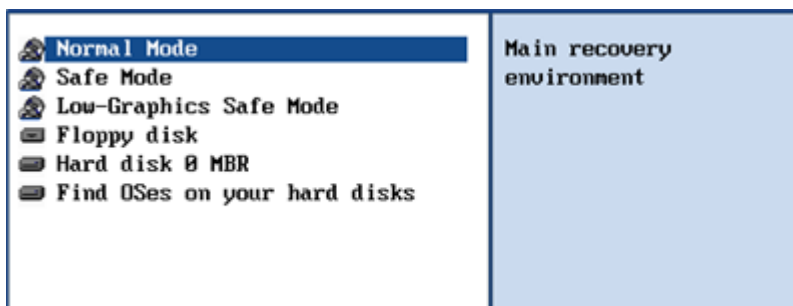 Normal Mode
Safe Mode
Low-Graphics Safe Mode
Floppy disk
Hard disk 0 MBR
Find OSes on your hard disks
Main recovery
environment